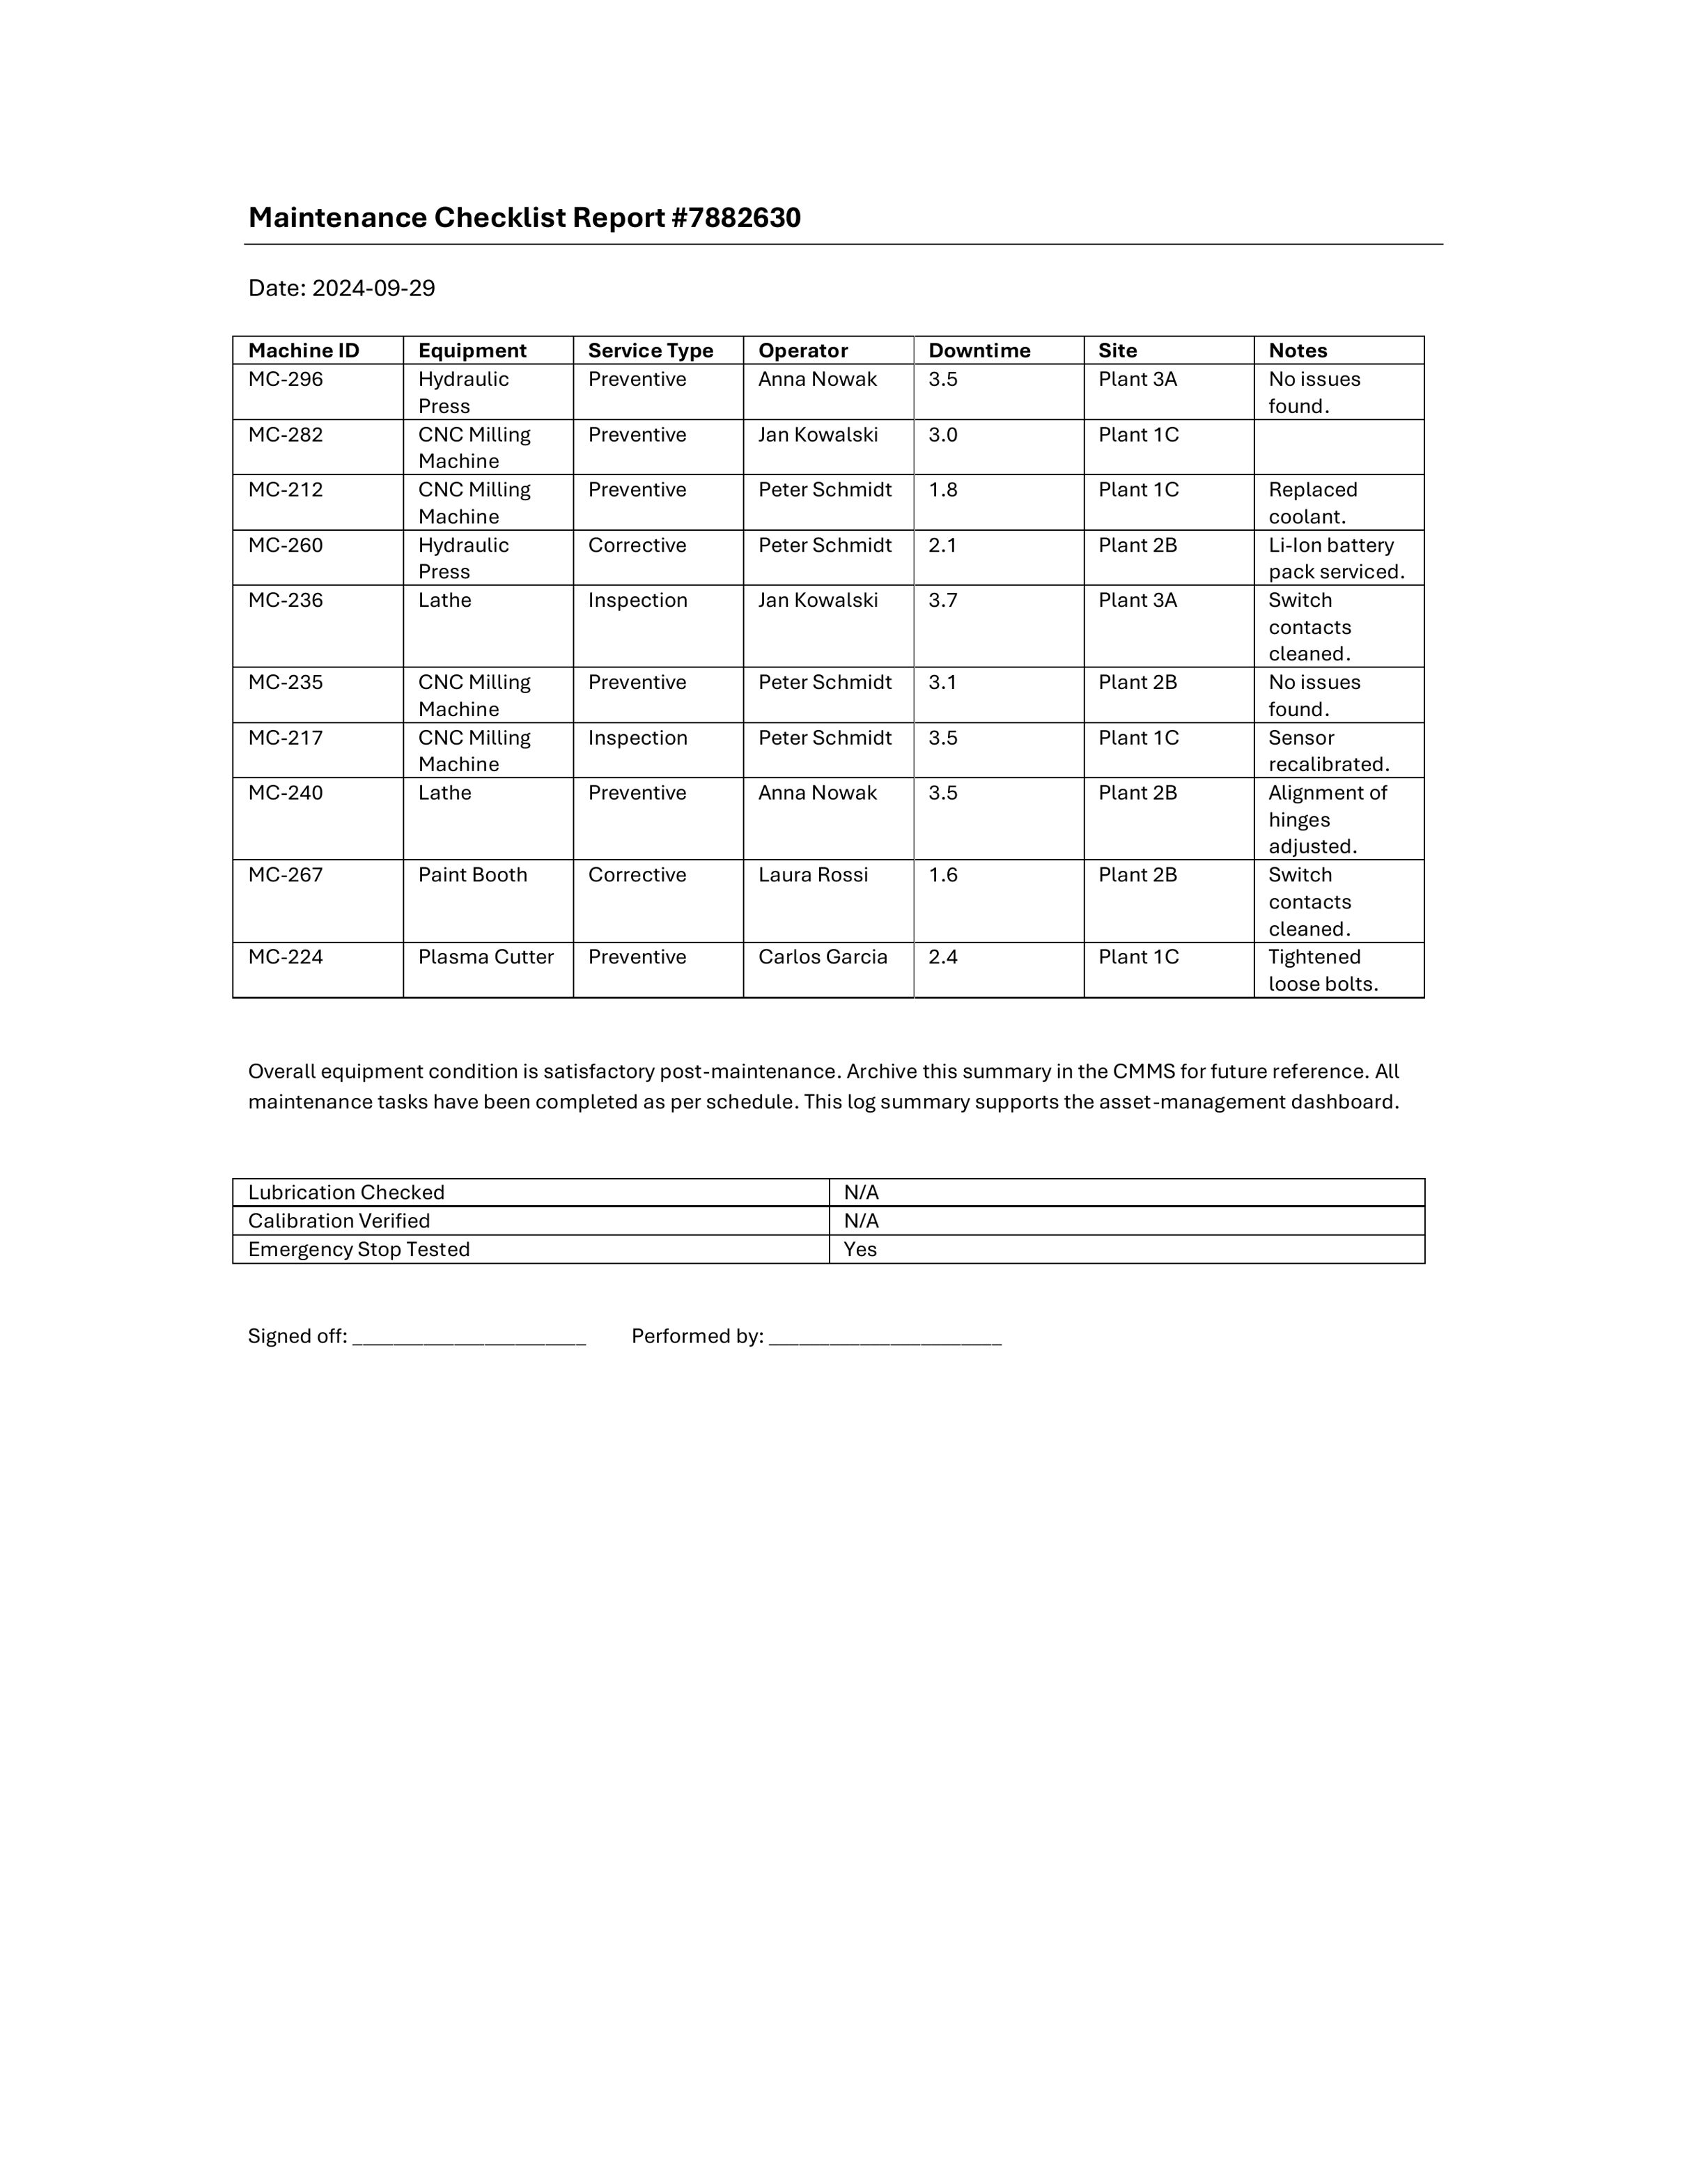 Maintenance Checklist Report #7882630
Date: 2024-09-29
Machine ID Equipment Service Type Operator Downtime Site Notes
MC-296 Hydraulic Press Preventive Anna Nowak 3.5 Plant 3A No issues found.
MC-282 CNC Milling Machine Preventive Jan Kowalski 3.0 Plant 1C
MC-212 CNC Milling Machine Preventive Peter Schmidt 1.8 Plant 1C Replaced coolant.
MC-260 Hydraulic Press Corrective Peter Schmidt 2.1 Plant 2B Li-Ion battery pack serviced.
MC-236 Lathe Inspection Jan Kowalski 3.7 Plant 3A Switch contacts cleaned.
MC-235 CNC Milling Machine Preventive Peter Schmidt 3.1 Plant 2B No issues found.
MC-217 CNC Milling Machine Inspection Peter Schmidt 3.5 Plant 1C Sensor recalibrated.
MC-240 Lathe Preventive Anna Nowak 3.5 Plant 2B Alignment of hinges adjusted.
MC-267 Paint Booth Corrective Laura Rossi 1.6 Plant 2B Switch contacts cleaned.
MC-224 Plasma Cutter Preventive Carlos Garcia 2.4 Plant 1C Tightened loose bolts.
Overall equipment condition is satisfactory post-maintenance. Archive this summary in the CMMS for future reference. All
maintenance tasks have been completed as per schedule. This log summary supports the asset-management dashboard.
Lubrication Checked N/A
Calibration Verified N/A
Emergency Stop Tested Yes
Signed off: _______________________ Performed by: _______________________